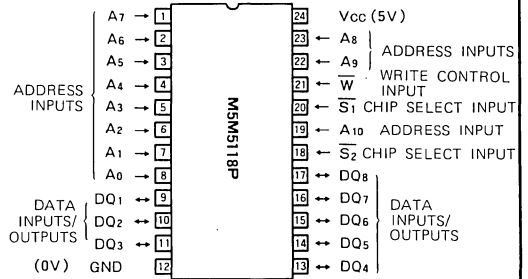 A7 → 1
A6 → 2
A5 → 3
A4 → 4
A3 → 5
A2 → 6
A1 → 7
A0 → 8
ADDRESS
INPUTS
DQ1 ↔ 9
DQ2 ↔ 10
DQ3 ↔ 11
DATA
INPUTS/
OUTPUTS
(0V) GND 12
M5M5118P
24 Vcc (5V)
23 ← A8
22 ← A9
ADDRESS INPUTS
21 ← W̅ WRITE CONTROL
INPUT
20 ← S̅1̅ CHIP SELECT INPUT
19 ← A10 ADDRESS INPUT
18 ← S̅2̅ CHIP SELECT INPUT
17 ↔ DQ8
16 ↔ DQ7
15 ↔ DQ6
14 ↔ DQ5
13 ↔ DQ4
DATA
INPUTS/
OUTPUTS